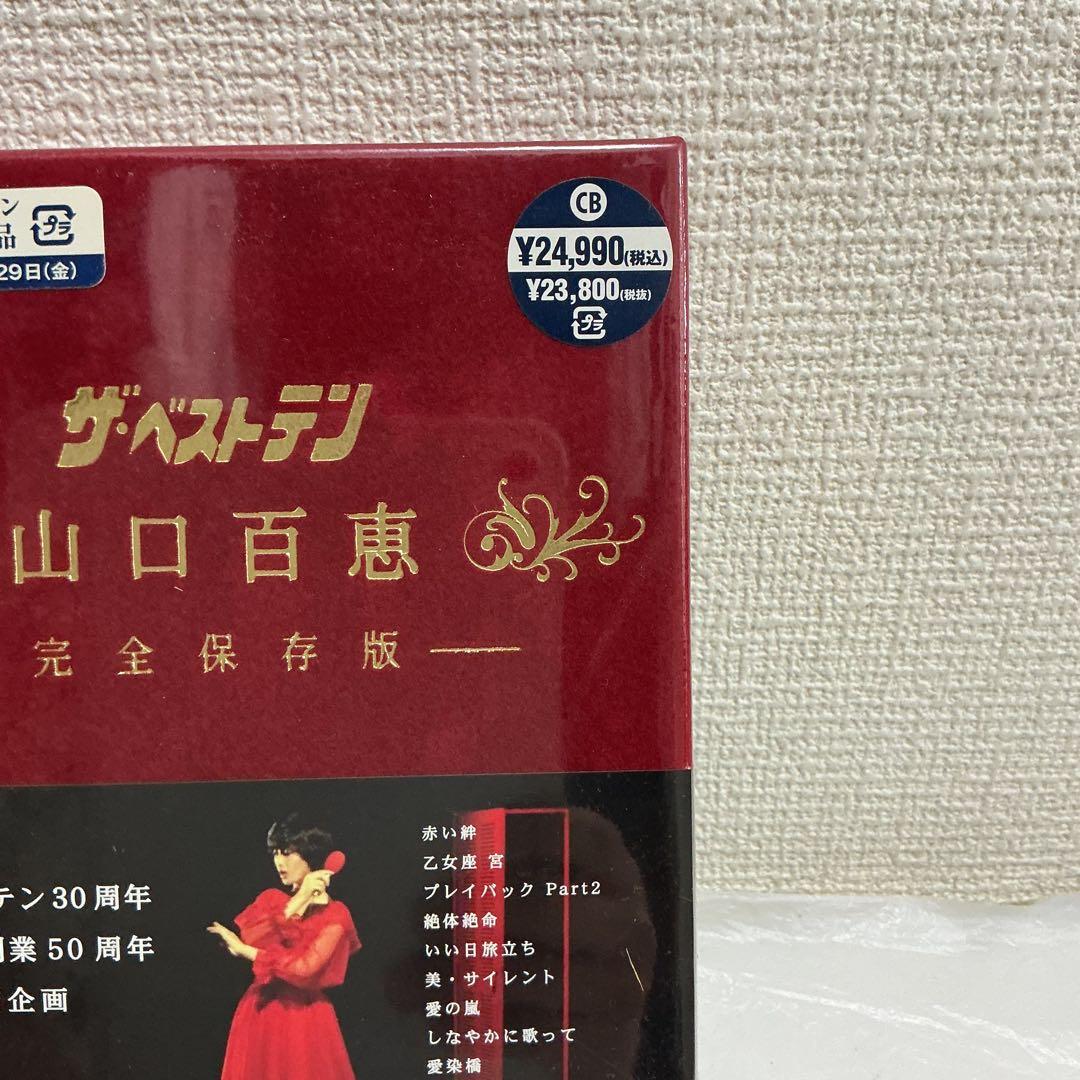 ン
品 プラ
29日(金)
CB
¥24,990(税込)
¥23,800(税抜)
プラ
ザ・ベストテン
山口百恵
完全保存版
テン30周年
業50周年
企画
赤い絆
乙女座 宮
プレイバック Part2
絶体絶命
いい日旅立ち
美・サイレント
愛の嵐
しなやかに歌って
愛染橋